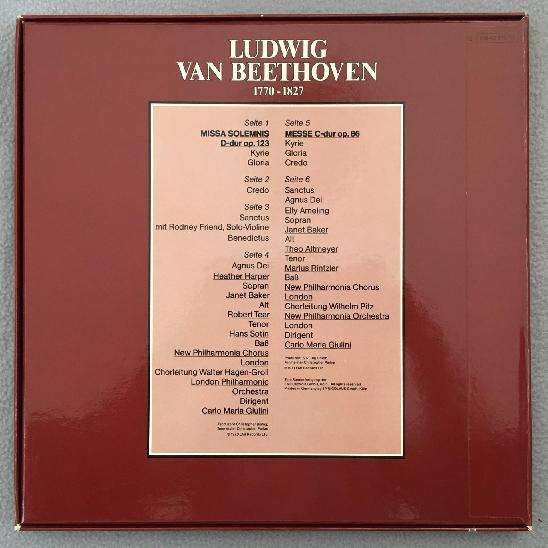 LUDWIG
VAN BEETHOVEN
1770 - 1827
Seite 1
MISSA SOLEMNIS
D-dur op. 123
Kyrie
Gloria
Seite 2
Credo
Seite 3
Sanctus
mit Rodney Friend, Solo-Violine
Benedictus
Seite 4
Agnus Dei
Heather Harper
Sopran
Janet Baker
Alt
Robert Tear
Tenor
Hans Sotin
Baß
New Philharmonia Chorus
London
Chorleitung Walter Hagen-Groll
London Philharmonic
Orchestra
Dirigent
Carlo Maria Giulini
Seite 5
MESSE C-dur op. 86
Kyrie
Gloria
Credo
Seite 6
Sanctus
Agnus Dei
Elly Ameling
Sopran
Janet Baker
Alt
Theo Altmeyer
Tenor
Marius Rintzler
Baß
New Philharmonia Chorus
London
Chorleitung Wilhelm Pitz
New Philharmonia Orchestra
London
Dirigent
Carlo Maria Giulini